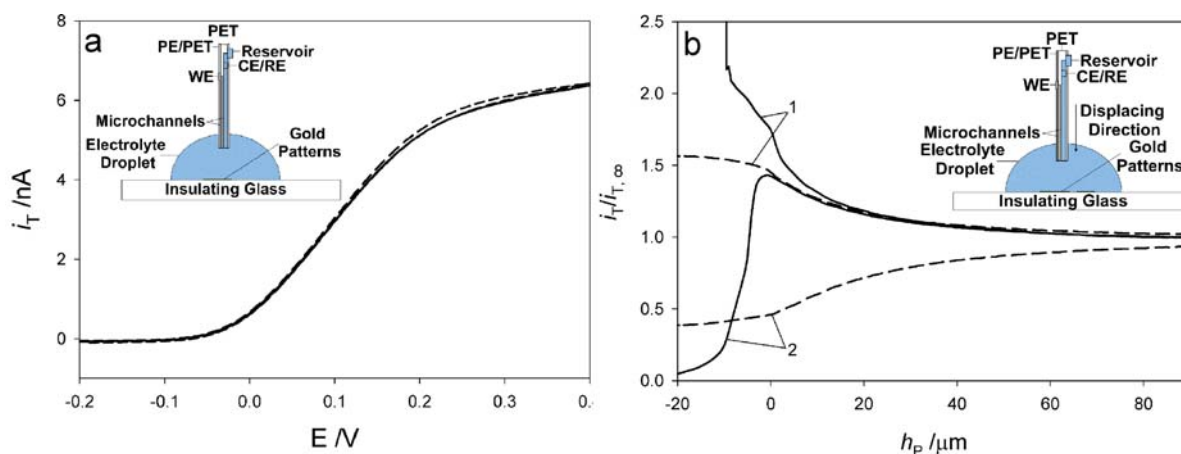 a
8
6
4
2
0
i_T /nA
-0.2
-0.1
0.0
0.1
0.2
0.3
0.
E /V
PET
PE/PET
Reservoir
CE/RE
WE
Microchannels
Electrolyte
Droplet
Gold
Patterns
Insulating Glass
b
2.5
2.0
1.5
1.0
0.5
0.0
i_T/i_T,∞
-20
0
20
40
60
80
h_P /μm
1
2
PET
PE/PET
Reservoir
CE/RE
WE
Displacing
Direction
Microchannels
Electrolyte
Droplet
Gold
Patterns
Insulating Glass